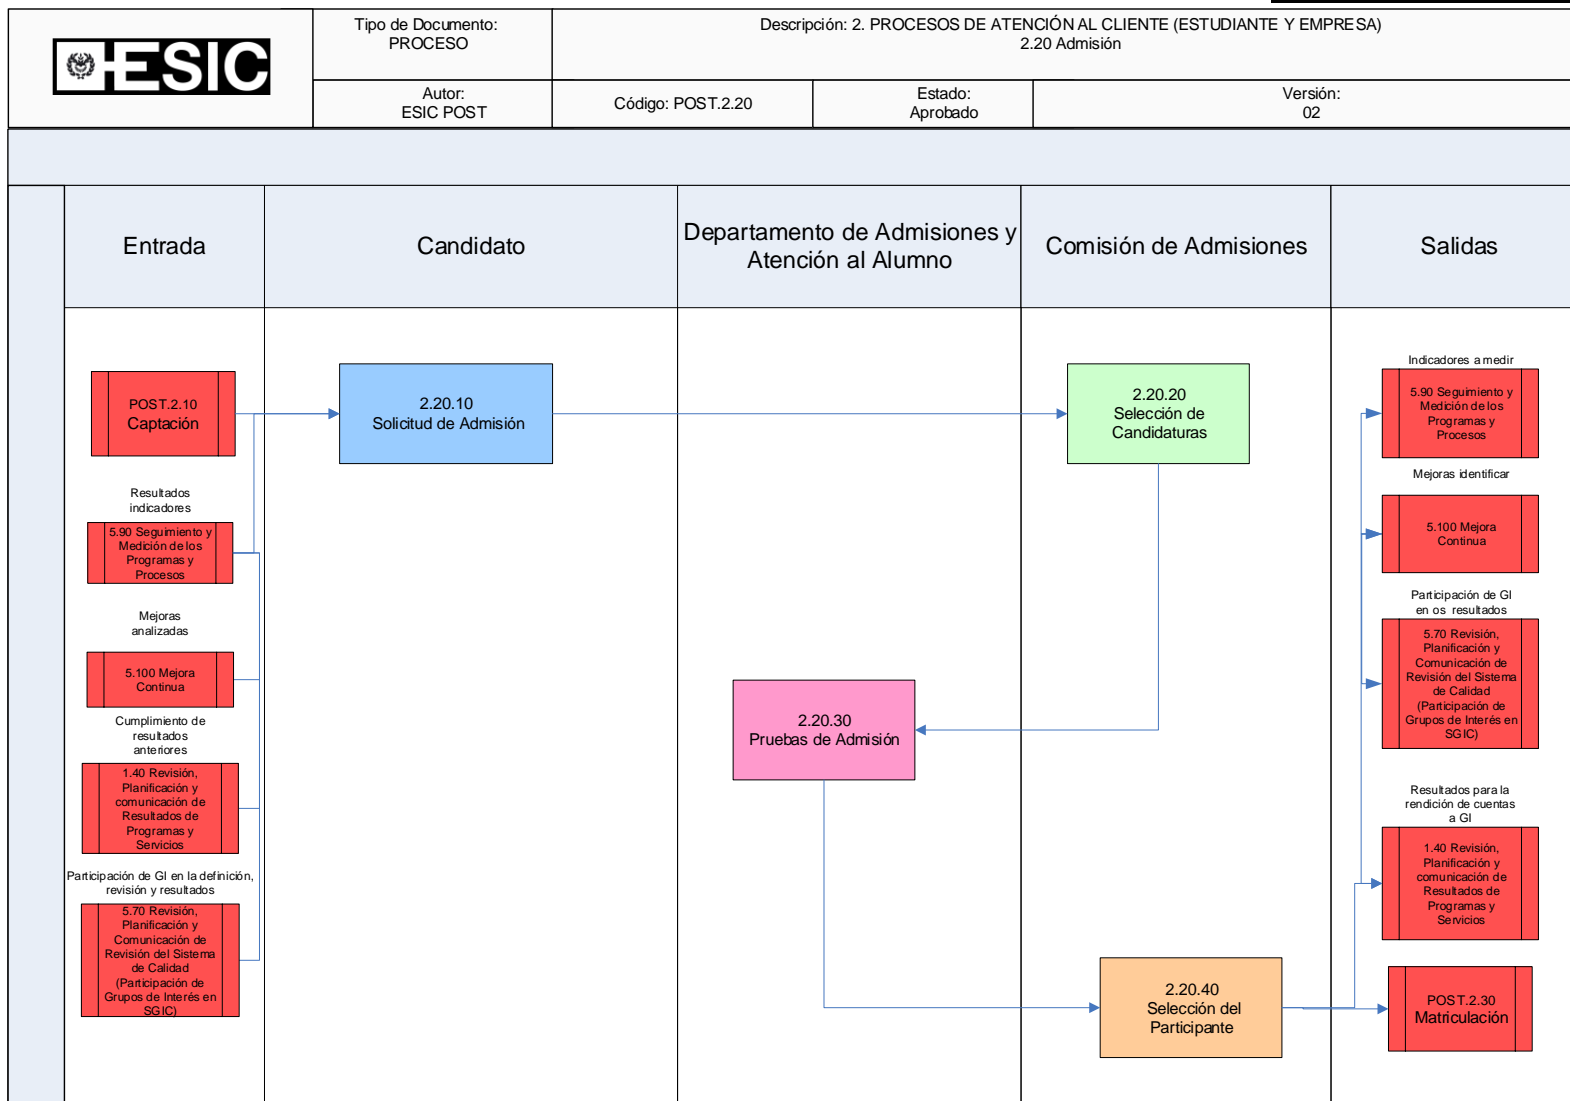 ESIC
Tipo de Documento:
PROCESO
Descripción: 2. PROCESOS DE ATENCIÓN AL CLIENTE (ESTUDIANTE Y EMPRESA)
2.20 Admisión
Autor:
ESIC POST
Código: POST.2.20
Estado:
Aprobado
Versión:
02
Entrada
Candidato
Departamento de Admisiones y
Atención al Alumno
Comisión de Admisiones
Salidas
POST.2.10
Captación
Resultados
indicadores
5.90 Seguimiento y
Medición de los
Programas y
Procesos
Mejoras
analizadas
5.100 Mejora
Continua
Cumplimiento de
resultados
anteriores
1.40 Revisión,
Planificación y
comunicación de
Resultados de
Programas y
Servicios
Participación de GI en la definición,
revisión y resultados
5.70 Revisión,
Planificación y
Comunicación de
Revisión del Sistema
de Calidad
(Participación de
Grupos de Interés en
SGIC)
2.20.10
Solicitud de Admisión
2.20.30
Pruebas de Admisión
2.20.20
Selección de
Candidaturas
2.20.40
Selección del
Participante
Indicadores a medir
5.90 Seguimiento y
Medición de los
Programas y
Procesos
Mejoras identificar
5.100 Mejora
Continua
Participación de GI
en os resultados
5.70 Revisión,
Planificación y
Comunicación de
Revisión del Sistema
de Calidad
(Participación de
Grupos de Interés en
SGIC)
Resultados para la
rendición de cuentas
a GI
1.40 Revisión,
Planificación y
comunicación de
Resultados de
Programas y
Servicios
POST.2.30
Matriculación